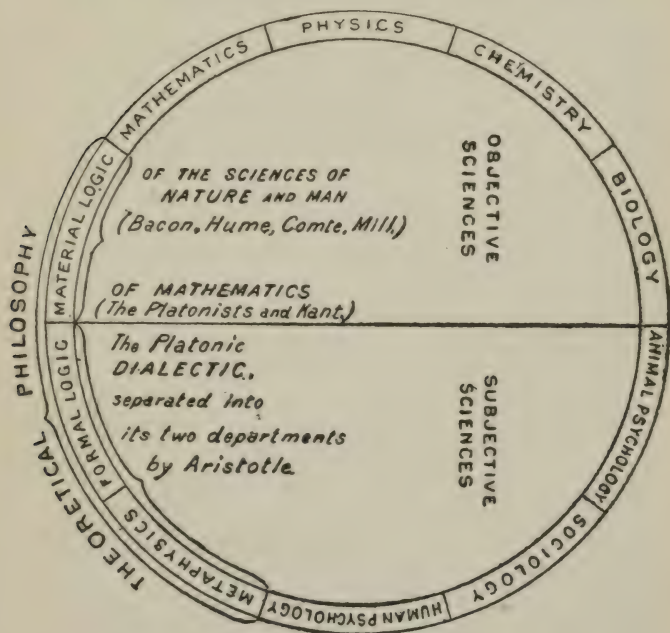 MATHEMATICS
PHYSICS
CHEMISTRY
BIOLOGY
ANIMAL PSYCHOLOGY
SOCIOLOGY
HUMAN PSYCHOLOGY
METAPHYSICS
FORMAL LOGIC
MATERIAL LOGIC
THEORETICAL PHILOSOPHY
OF THE SCIENCES OF
NATURE AND MAN
(Bacon, Hume, Comte, Mill.)
OF MATHEMATICS
(The Platonists and Kant.)
OBJECTIVE
SCIENCES
The Platonic
DIALECTIC,
separated into
its two departments
by Aristotle.
SUBJECTIVE
SCIENCES